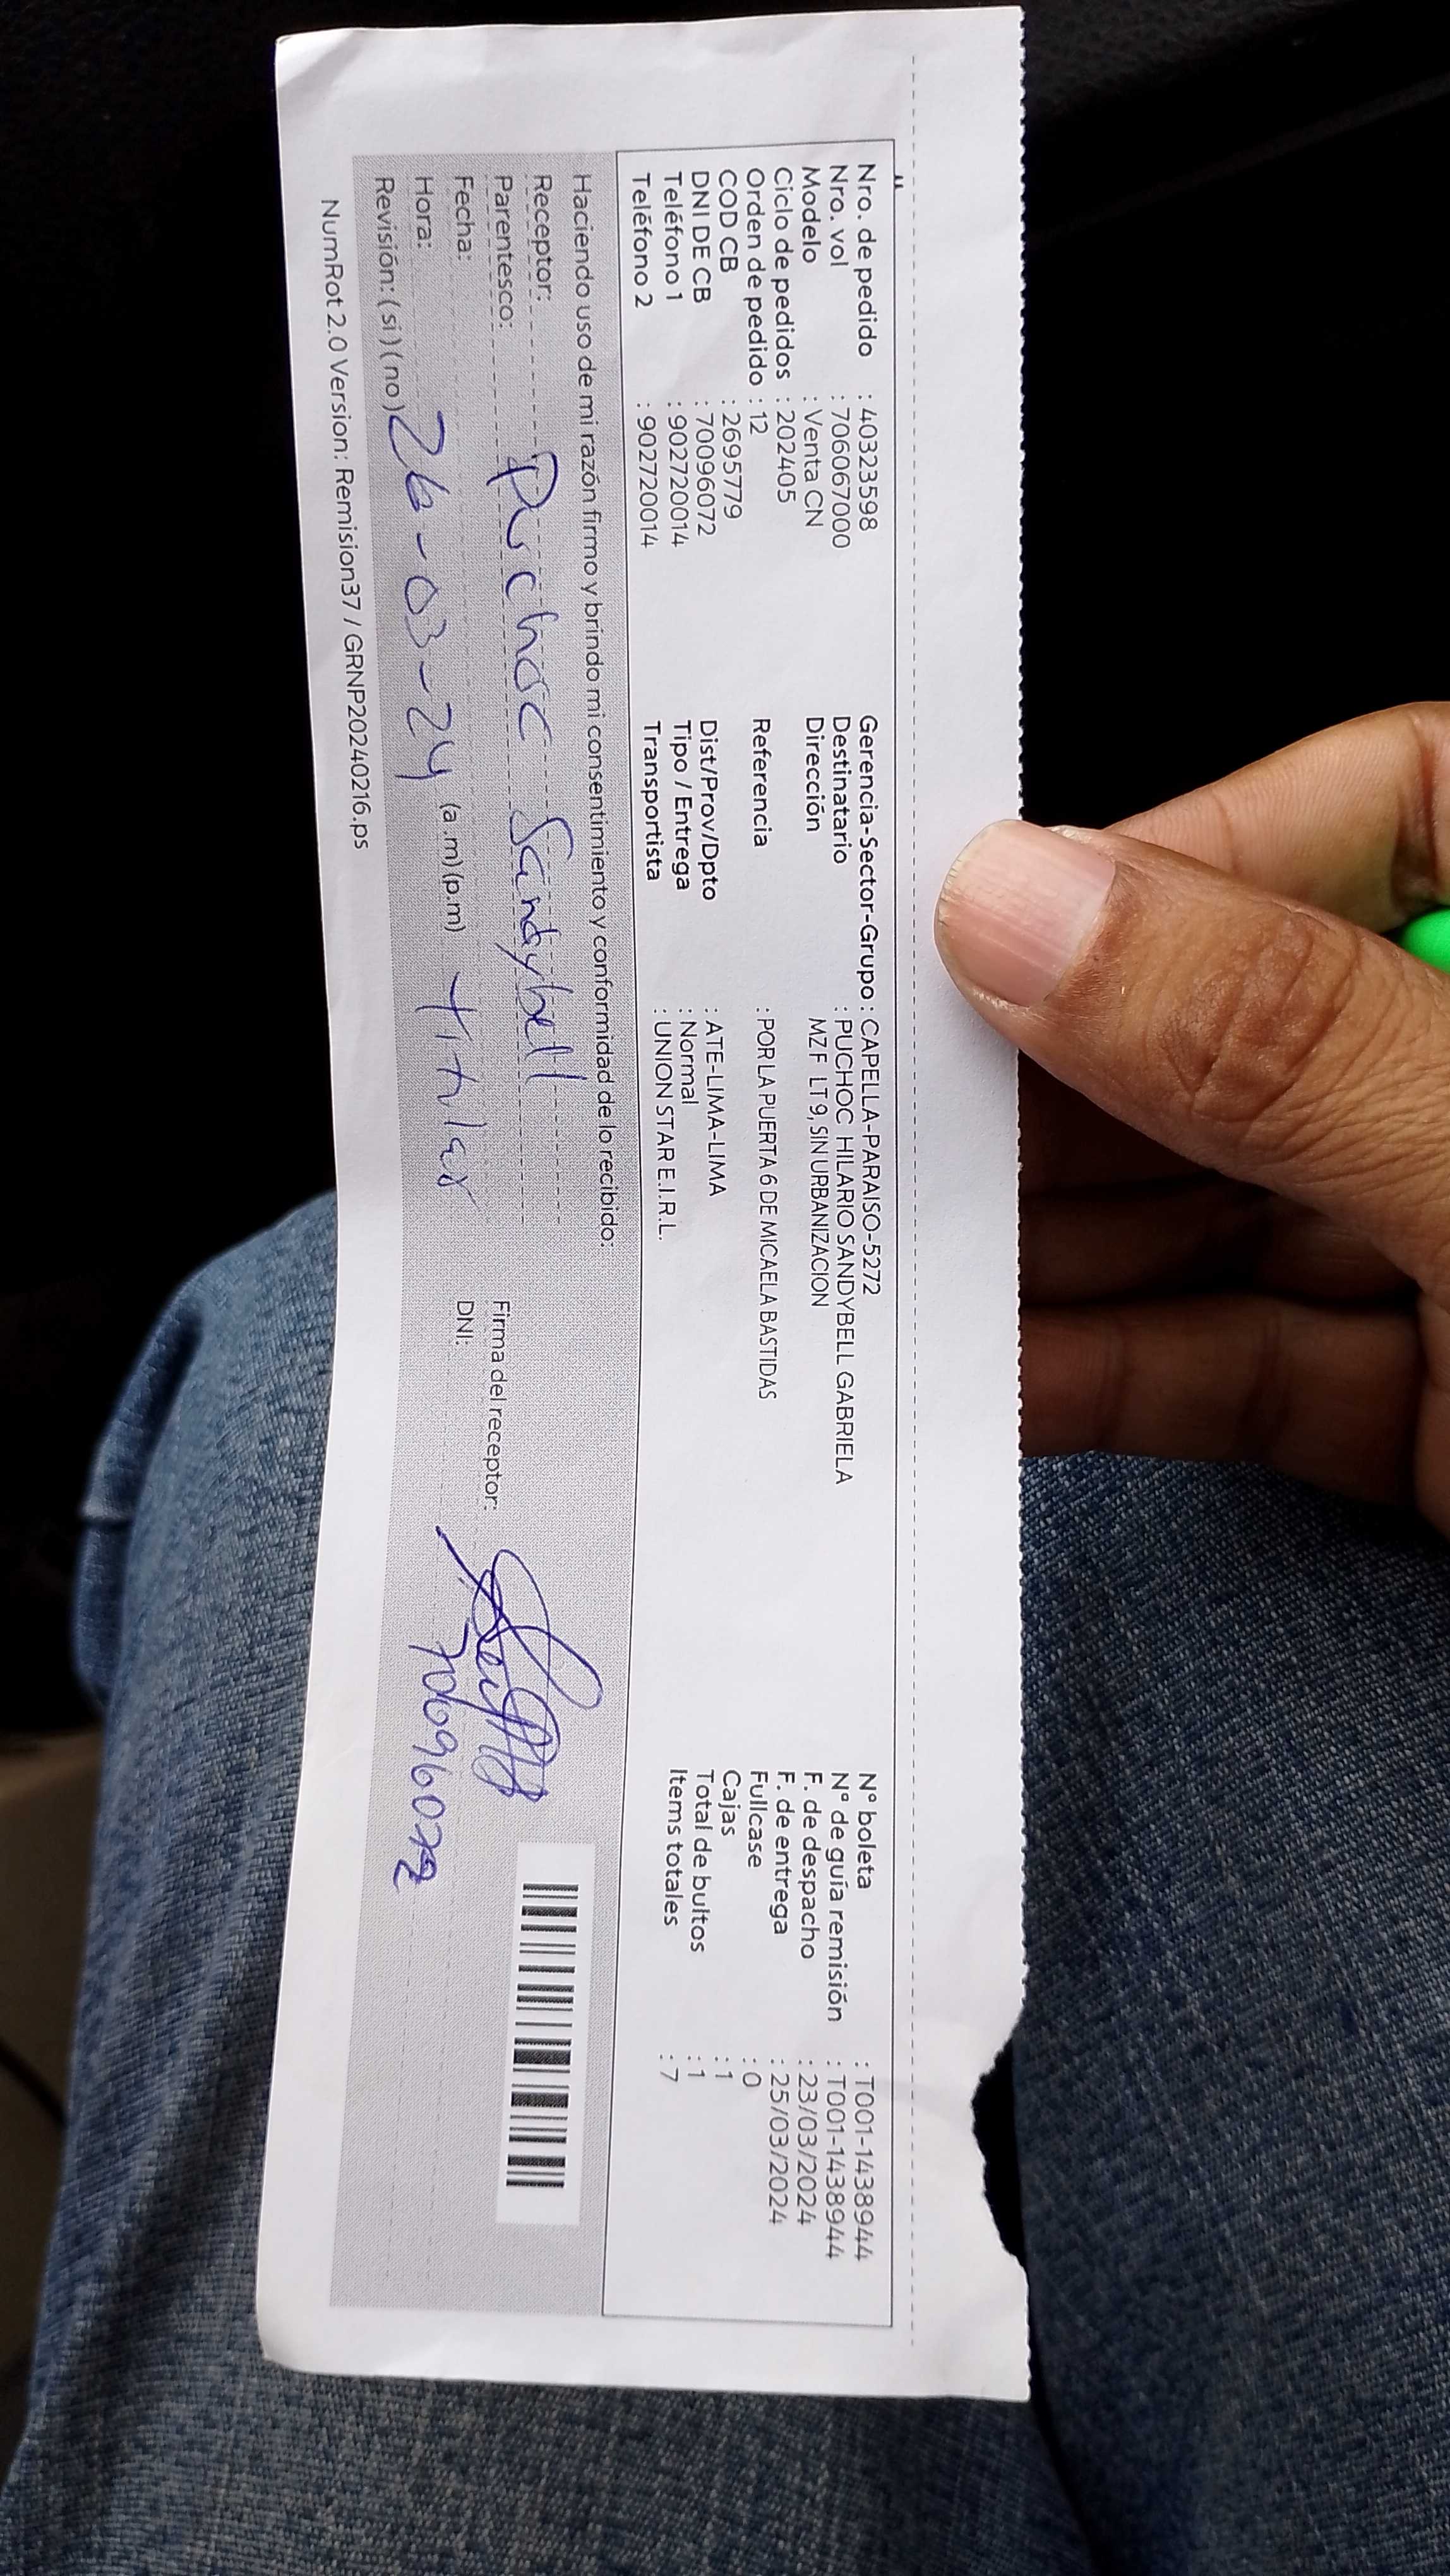 Nro. de pedido : 40323598
Nro. vol : 706067000
Modelo : Venta CN
Ciclo de pedidos : 202405
Orden de pedido : 12
COD CB : 2695779
DNI DE CB : 70096072
Teléfono 1 : 902720014
Teléfono 2 : 902720014
Gerencia-Sector-Grupo : CAPELLA-PARAISO-5272
Destinatario : PUCHOC HILARIO SANDYBELL GABRIELA
Dirección MZF LT 9, SIN URBANIZACION
Referencia : POR LA PUERTA 6 DE MICAELA BASTIDAS
Dist/Prov/Dpto : ATE-LIMA-LIMA
Tipo / Entrega : Normal
Transportista : UNION STAR E.I.R.L.
N° boleta : T001-1438944
N° de guía remisión : T001-1438944
F. de despacho : 23/03/2024
F. de entrega : 25/03/2024
Fullcase : 0
Cajas : 1
Total de bultos : 1
Items totales : 7
Haciendo uso de mi razón firmo y brindo mi consentimiento y conformidad de lo recibido:
Receptor: Puchoc Sandybell
Parentesco: titular
Fecha: 26-03-24
Hora: (a.m) (p.m)
Revisión: ( si ) ( no )
Firma del receptor:
DNI: 70096072
NumRot 2.0 Version: Remision37 / GRNP20240216.ps